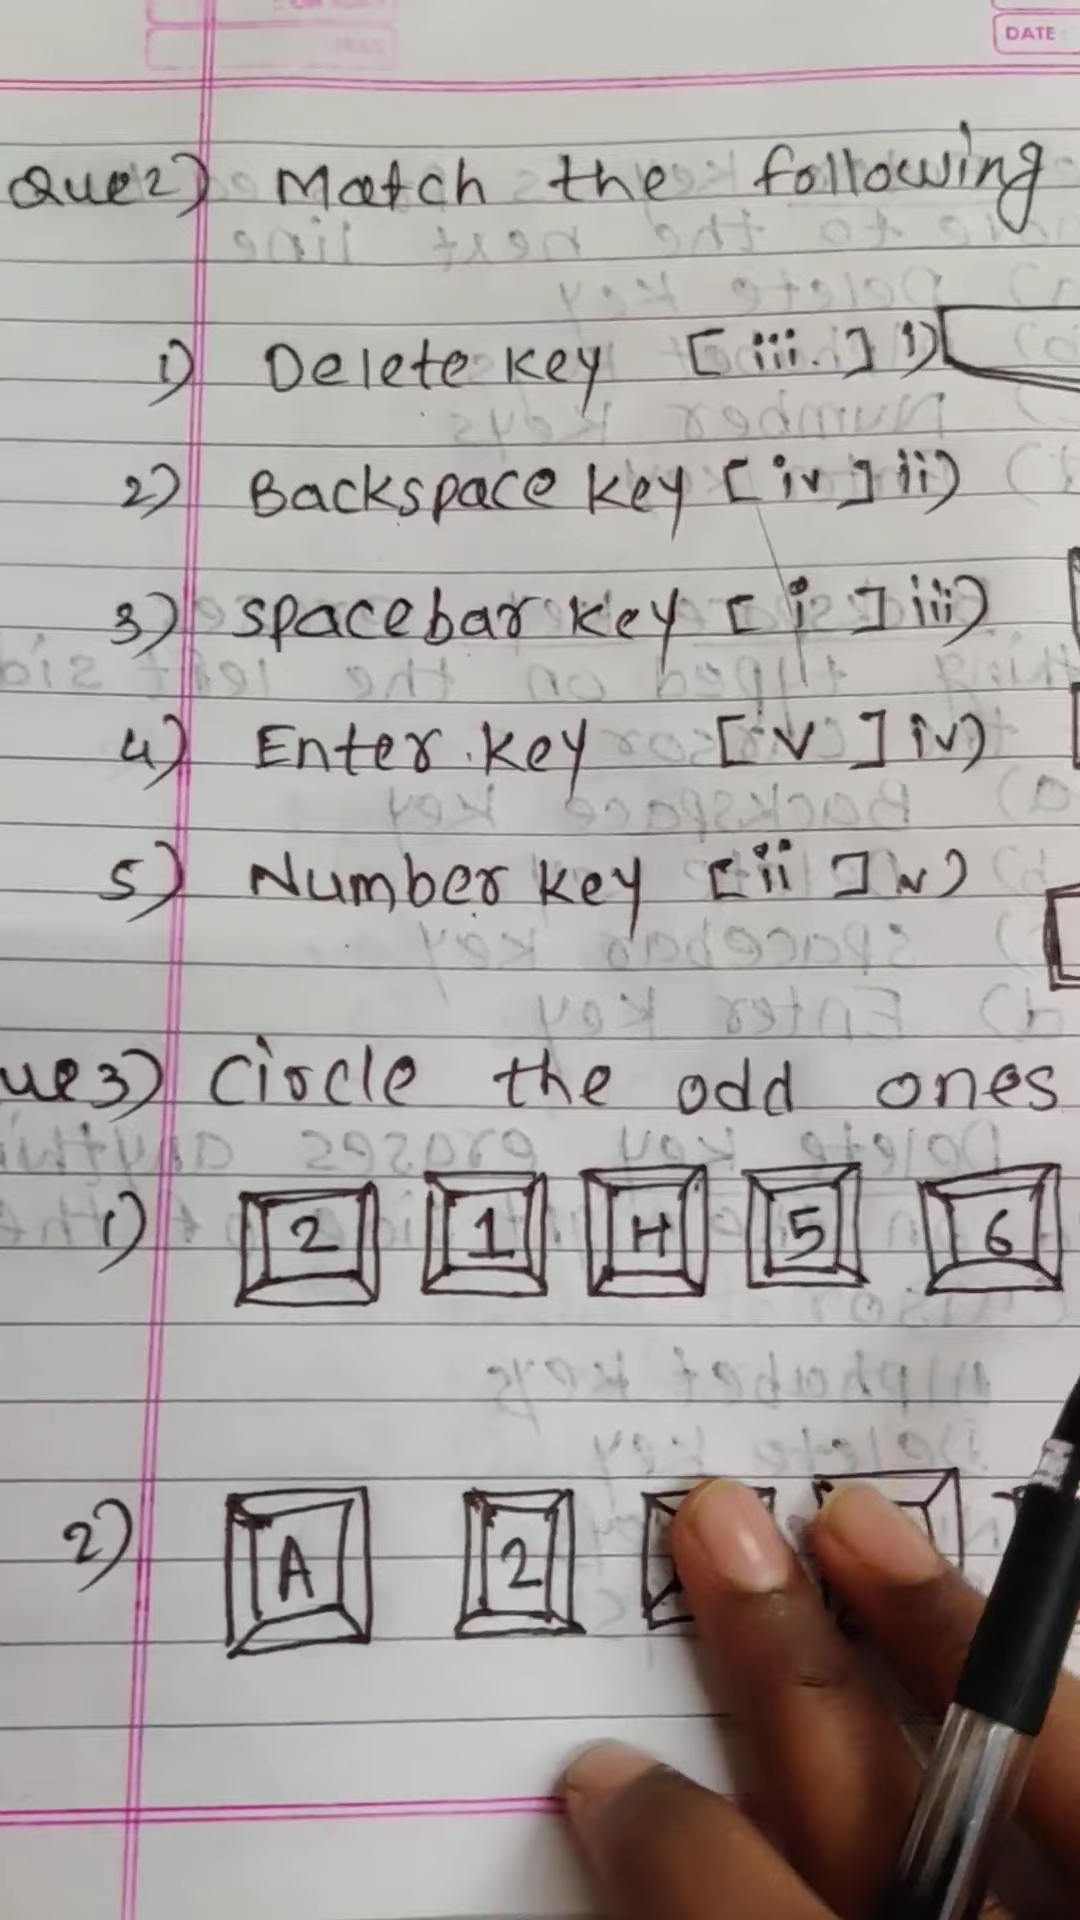 DATE
Que2) Match the following
1) Delete key [iii.] i)
2) Backspace key [iv] ii)
3) spacebar key [i] iii)
4) Enter key [v] iv)
5) Number key [ii] v)
ue3) Circle the odd ones
1) 2 1 H 5 6
2) A 2